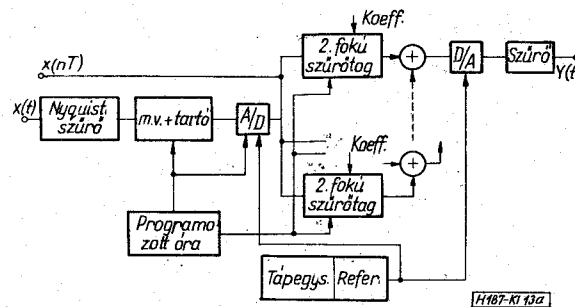 Koeff.
x(nT)
2. fokú
szűrőtag
D/A
Szűrő
Y(t)
x(t)
Nyquist
szűrő
m.v.+tartó
A/D
Koeff.
2. fokú
szűrőtag
Programo
zott óra
Tápegys. Refer.
H187-KI 13a